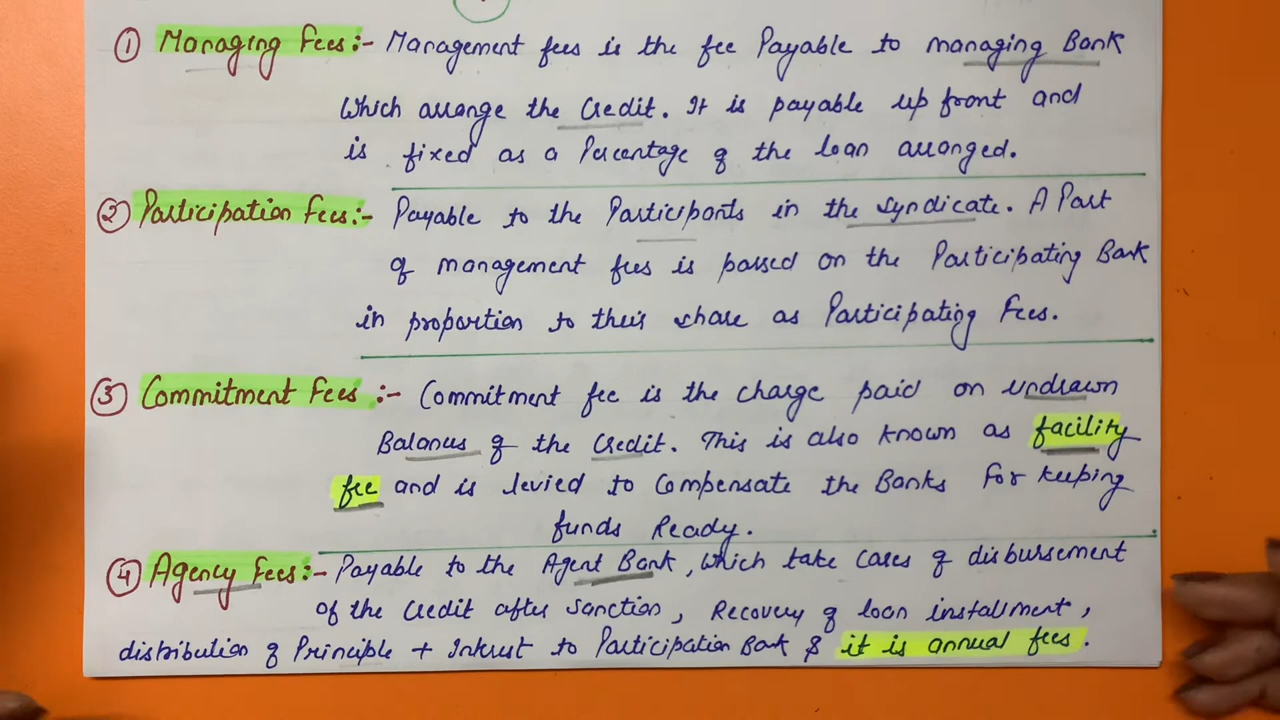 ① Managing Fees:- Management fees is the fee Payable to managing Bank
Which arrange the Credit. It is payable up front and
is fixed as a Percentage of the loan arranged.
② Participation Fees:- Payable to the Participants in the Syndicate. A Part
of management fees is passed on the Participating Bank
in proportion to their share as Participating Fees.
③ Commitment Fees :- Commitment fee is the charge paid on undrawn
Balances of the Credit. This is also known as facility
fee and is levied to Compensate the Banks For keeping
funds Ready.
④ Agency Fees:- Payable to the Agent Bank, which take Cares of disbursement
of the Credit after Sanction, Recovery of loan installment,
distribution of Principle + Interest to Participation Bank & it is annual fees.